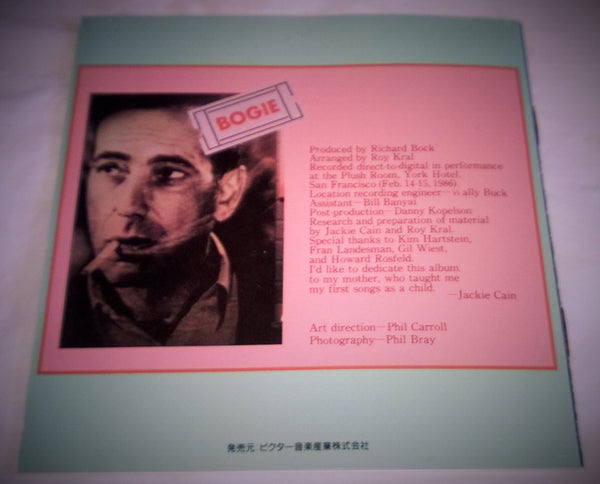 BOGIE
Produced by Richard Bock
Arranged by Roy Kral
Recorded direct-to-digital in performance
at the Plush Room, York Hotel,
San Francisco (Feb. 14-15, 1986)
Location recording engineer—Wally Buck
Assistant—Bill Banyai
Post-production—Danny Kopelson
Research and preparation of material
by Jackie Cain and Roy Kral.
Special thanks to Kim Hartstein,
Fran Landesman, Gil Wiest,
and Howard Rosfeld.
I'd like to dedicate this album
to my mother, who taught me
my first songs as a child.
—Jackie Cain
Art direction—Phil Carroll
Photography—Phil Bray
発売元:ビクター音楽産業株式会社